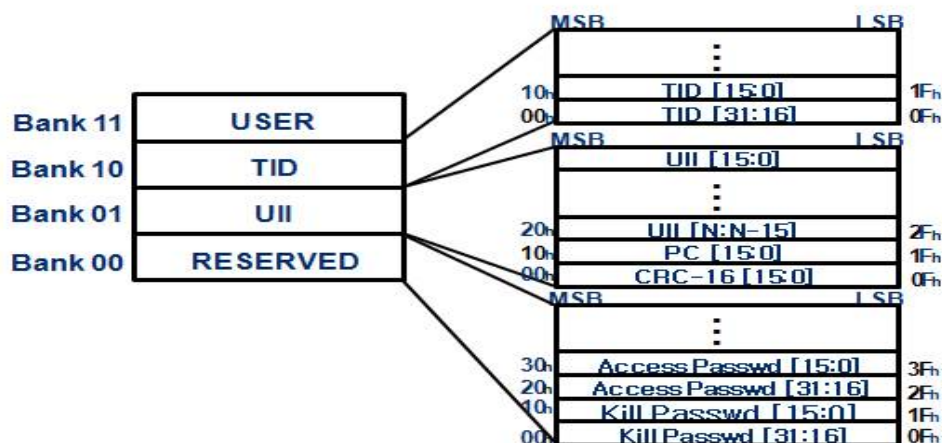 MSB LSB
10h TID [15:0] 1Fh
00h TID [31:16] 0Fh
Bank 11 USER
Bank 10 TID
Bank 01 UII
Bank 00 RESERVED
MSB LSB
UII [15:0]
20h UII [N:N-15] 2Fh
10h PC [15:0] 1Fh
00h CRC-16 [15:0] 0Fh
MSB LSB
30h Access Passwd [15:0] 3Fh
20h Access Passwd [31:16] 2Fh
10h Kill Passwd [15:0] 1Fh
00h Kill Passwd [31:16] 0Fh